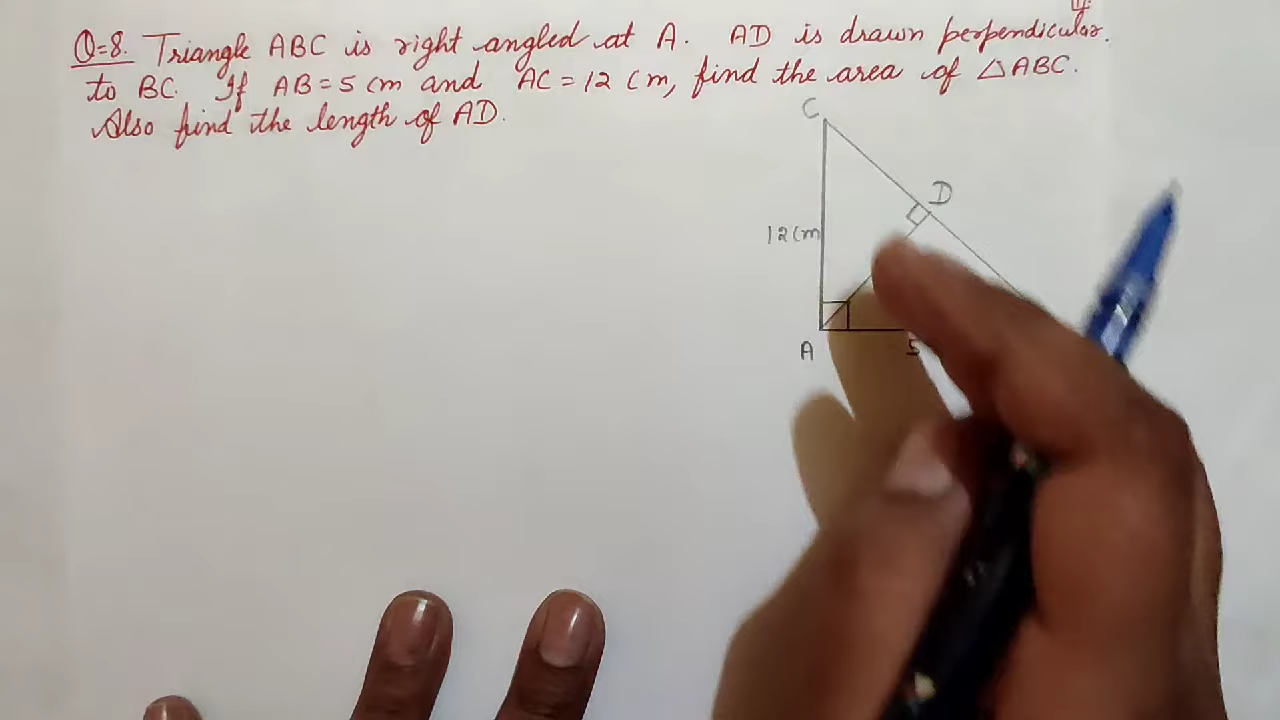 Q=8. Triangle ABC is right angled at A. AD is drawn perpendicular.
to BC. If AB = 5 cm and AC = 12 cm, find the area of △ABC.
Also find the length of AD.
C
D
12 cm
A
5